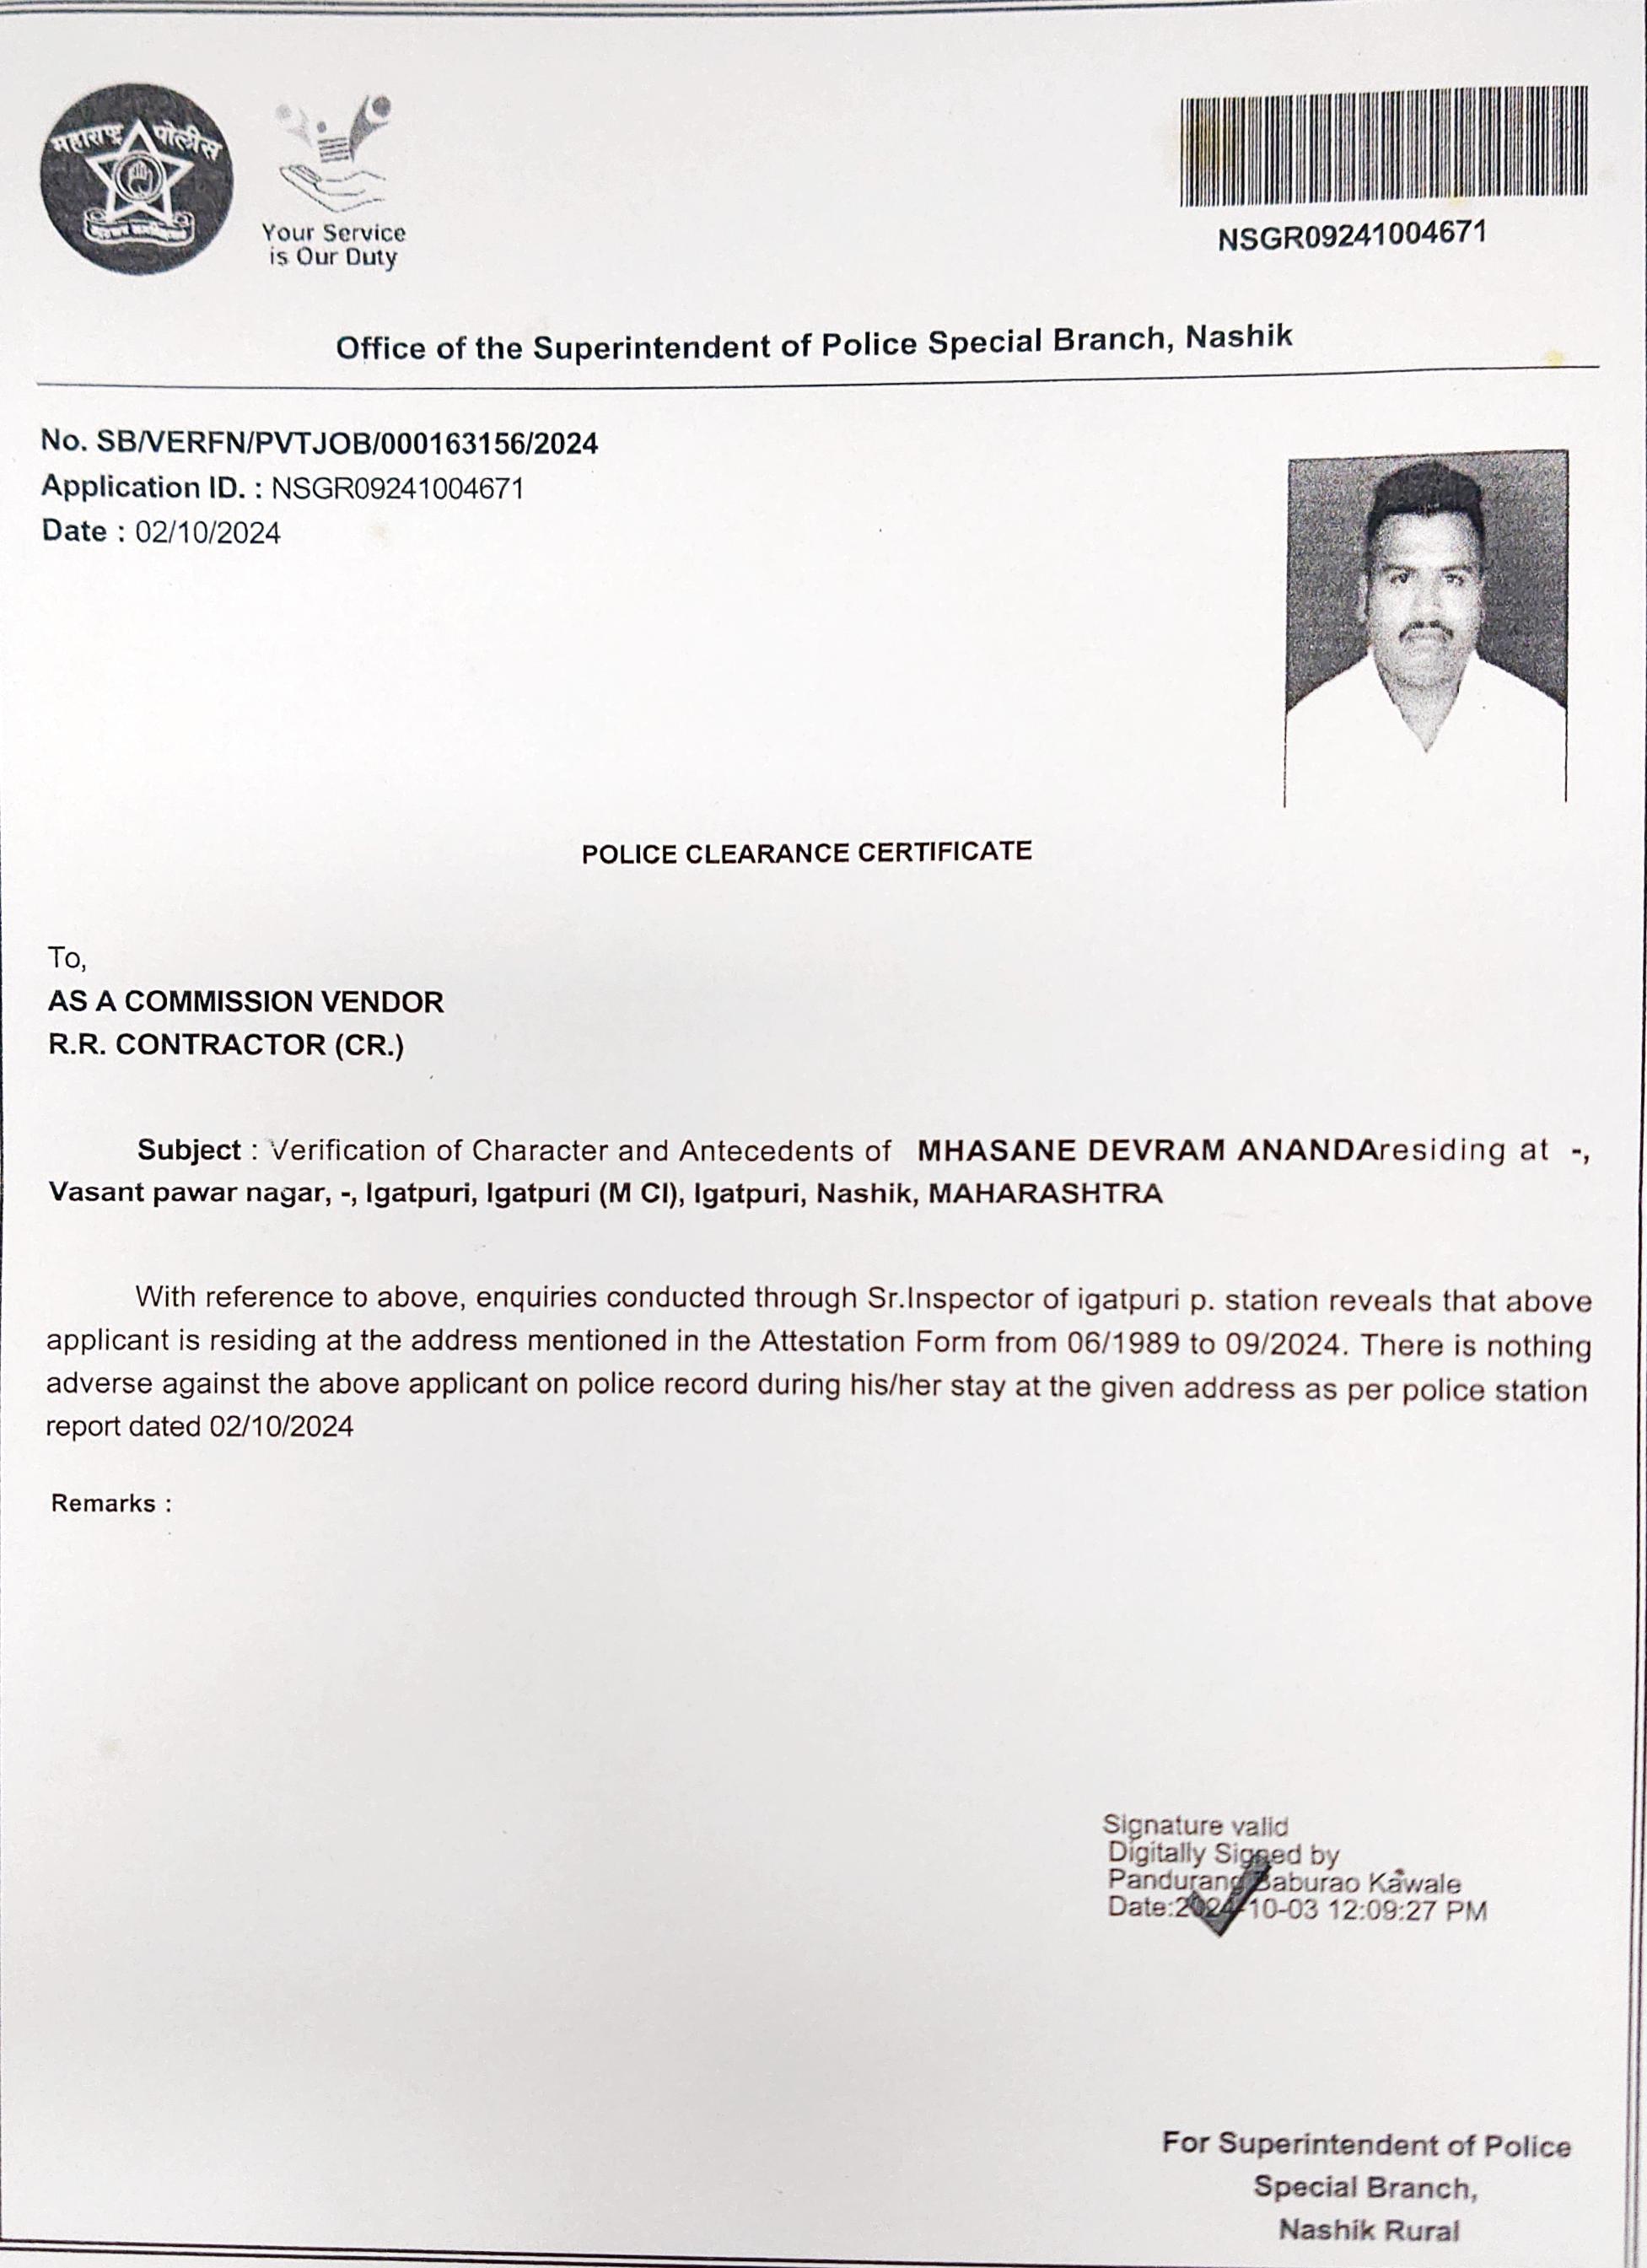 महाराष्ट्र पोलीस
Your Service
is Our Duty
NSGR09241004671
Office of the Superintendent of Police Special Branch, Nashik
No. SB/VERFN/PVTJOB/000163156/2024
Application ID. : NSGR09241004671
Date : 02/10/2024
POLICE CLEARANCE CERTIFICATE
To,
AS A COMMISSION VENDOR
R.R. CONTRACTOR (CR.)
Subject : Verification of Character and Antecedents of MHASANE DEVRAM ANANDAresiding at -,
Vasant pawar nagar, -, Igatpuri, Igatpuri (M Cl), Igatpuri, Nashik, MAHARASHTRA
With reference to above, enquiries conducted through Sr.Inspector of igatpuri p. station reveals that above
applicant is residing at the address mentioned in the Attestation Form from 06/1989 to 09/2024. There is nothing
adverse against the above applicant on police record during his/her stay at the given address as per police station
report dated 02/10/2024
Remarks :
Signature valid
Digitally Signed by
Pandurang Baburao Kawale
Date:2024-10-03 12:09:27 PM
For Superintendent of Police
Special Branch,
Nashik Rural